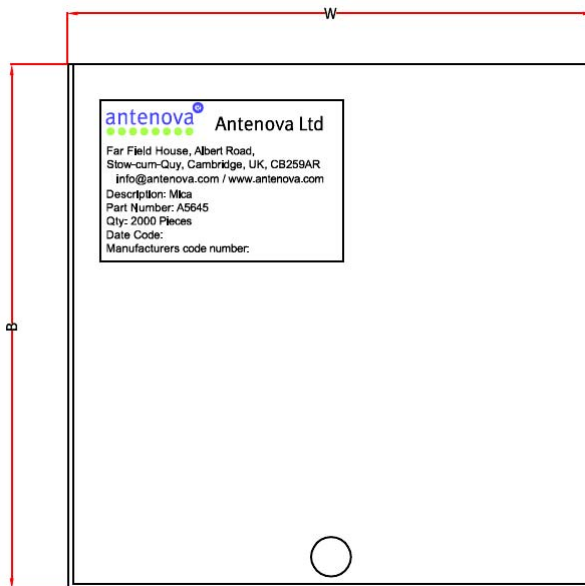 W
antenova
Antenova Ltd
Far Field House, Albert Road,
Stow-cum-Quy, Cambridge, UK, CB259AR
info@antenova.com / www.antenova.com
Description: Mica
Part Number: A5645
Qty: 2000 Pieces
Date Code:
Manufacturers code number:
B